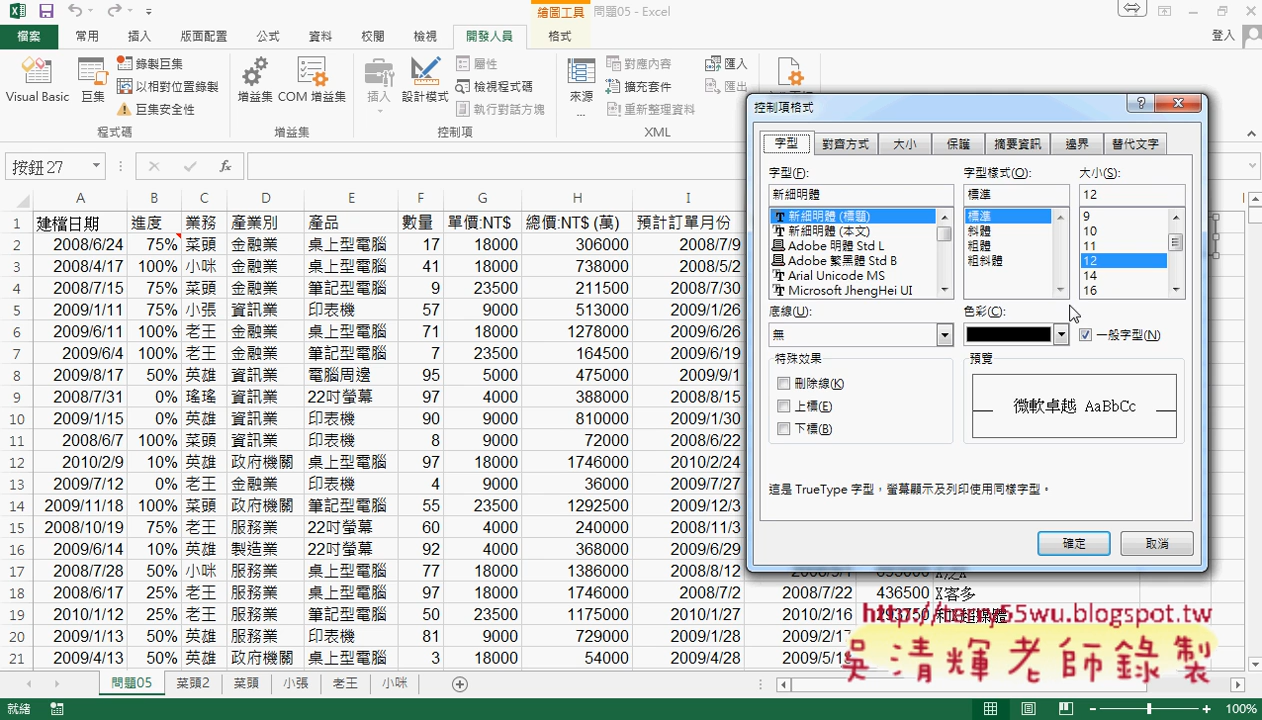 繪圖工具 問題05 - Excel
檔案 常用 插入 版面配置 公式 資料 校閱 檢視 開發人員 格式 登入
Visual Basic 巨集 錄製巨集 以相對位置錄製 巨集安全性 程式碼
增益集 COM 增益集 增益集
插入 設計模式 屬性 檢視程式碼 執行對話方塊 控制項
來源 對應內容 擴充套件 重新整理資料 匯入 匯出 XML
按鈕 27 fx
A B C D E F G H I
1 建檔日期 進度 業務 產業別 產品 數量 單價:NT$ 總價:NT$ (萬) 預計訂單月份
2 2008/6/24 75% 菜頭 金融業 桌上型電腦 17 18000 306000 2008/7/9
3 2008/4/17 100% 小咪 金融業 桌上型電腦 41 18000 738000 2008/5/2
4 2008/7/15 75% 菜頭 金融業 筆記型電腦 9 23500 211500 2008/7/30
5 2009/1/11 75% 小張 資訊業 印表機 57 9000 513000 2009/1/26
6 2009/6/11 100% 老王 金融業 桌上型電腦 71 18000 1278000 2009/6/26
7 2009/6/4 100% 老王 金融業 筆記型電腦 7 23500 164500 2009/6/19
8 2009/8/17 50% 英雄 資訊業 電腦周邊 95 5000 475000 2009/9/1
9 2008/7/31 0% 瑤瑤 資訊業 22吋螢幕 97 4000 388000 2008/8/15
10 2009/1/15 0% 英雄 資訊業 印表機 90 9000 810000 2009/1/30
11 2008/6/7 100% 菜頭 資訊業 印表機 8 9000 72000 2008/6/22
12 2010/2/9 10% 英雄 政府機關 桌上型電腦 97 18000 1746000 2010/2/24
13 2009/7/12 0% 英雄 金融業 印表機 4 9000 36000 2009/7/27
14 2009/11/18 100% 菜頭 政府機關 筆記型電腦 55 23500 1292500 2009/12/3
15 2008/10/19 75% 老王 服務業 22吋螢幕 60 4000 240000 2008/11/3
16 2009/6/14 10% 英雄 製造業 22吋螢幕 92 4000 368000 2009/6/29
17 2008/7/28 50% 小咪 服務業 桌上型電腦 77 18000 1386000 2008/8/12
18 2008/6/17 25% 老王 服務業 桌上型電腦 97 18000 1746000 2008/7/2 2008/7/22 436500 X客多
19 2010/1/12 25% 老王 服務業 筆記型電腦 50 23500 1175000 2010/1/27 2010/2/16 293750
20 2009/1/13 50% 英雄 服務業 印表機 81 9000 729000 2009/1/28 2009/2/17
21 2009/4/13 50% 英雄 政府機關 桌上型電腦 3 18000 54000 2009/4/28
控制項格式
字型 對齊方式 大小 保護 摘要資訊 邊界 替代文字
字型(F): 字型樣式(O): 大小(S):
新細明體 標準 12
新細明體 (標題) 標準 9
新細明體 (本文) 斜體 10
Adobe 明體 Std L 粗體 11
Adobe 繁黑體 Std B 粗斜體 12
Arial Unicode MS 14
Microsoft JhengHei UI 16
底線(U): 色彩(C):
無 一般字型(N)
特殊效果 預覽
刪除線(K)
上標(E) 微軟卓越 AaBbCc
下標(B)
這是 TrueType 字型，螢幕顯示及列印使用同樣字型。
確定 取消
吳清輝老師錄製
問題05 菜頭2 菜頭 小張 老王 小咪
就緒 100%